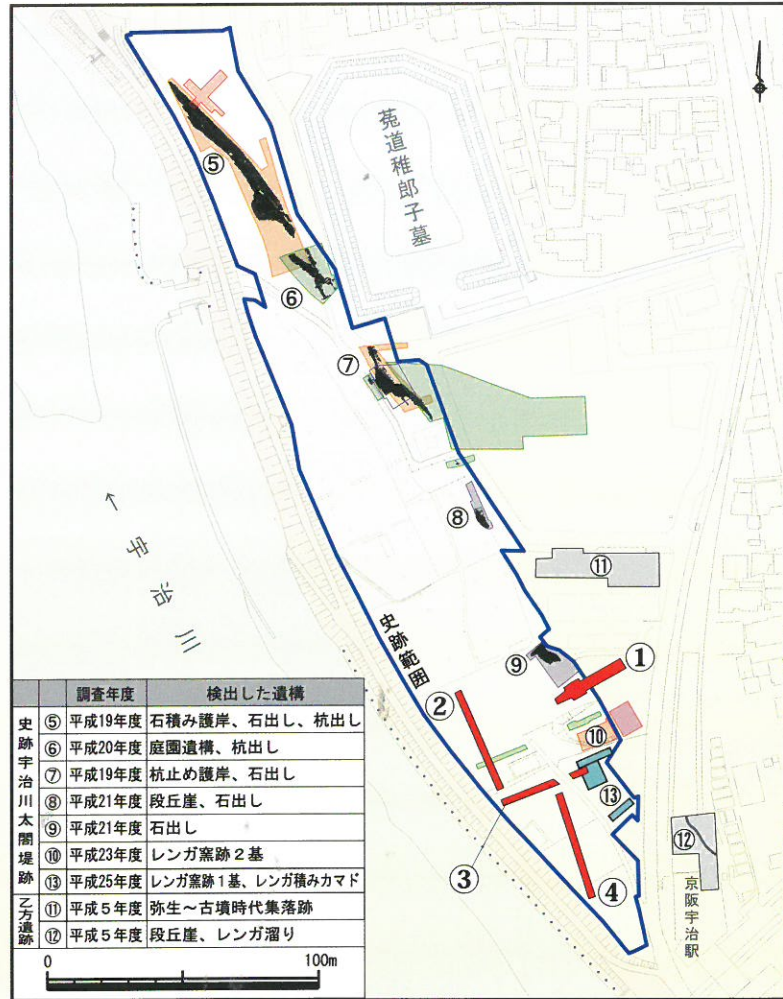 菟道稚郎子墓
⑤
⑥
⑦
⑧
⑪
← 宇治川
史跡範囲
⑨
①
②
⑩
⑬
③
④
⑫
京阪宇治駅
調査年度 検出した遺構
史跡宇治川太閤堤跡
⑤ 平成19年度 石積み護岸、石出し、杭出し
⑥ 平成20年度 庭園遺構、杭出し
⑦ 平成19年度 杭止め護岸、石出し
⑧ 平成21年度 段丘崖、石出し
⑨ 平成21年度 石出し
⑩ 平成23年度 レンガ窯跡2基
⑬ 平成25年度 レンガ窯跡1基、レンガ積みカマド
乙方遺跡
⑪ 平成5年度 弥生～古墳時代集落跡
⑫ 平成5年度 段丘崖、レンガ溜り
0 100m